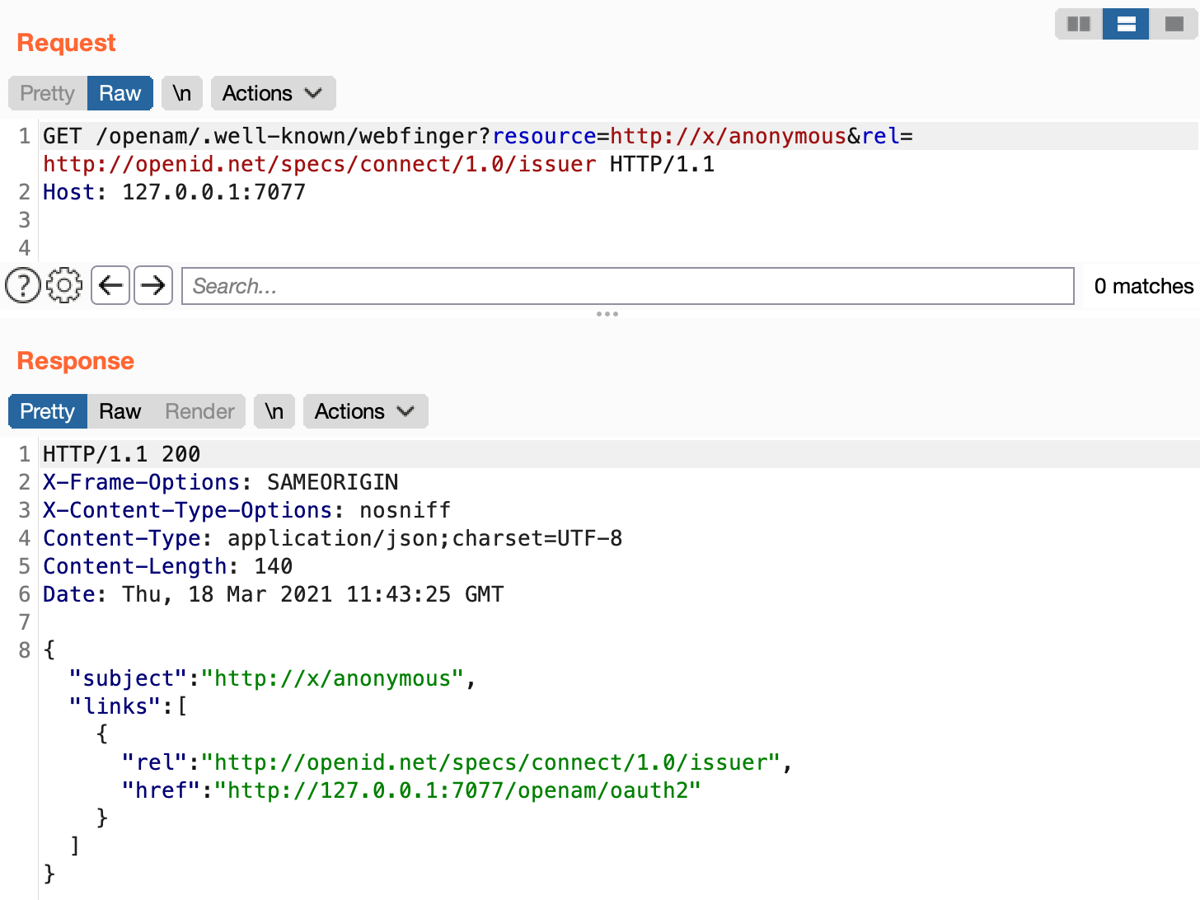 Request
Pretty Raw \n Actions
1 GET /openam/.well-known/webfinger?resource=http://x/anonymous&rel=
http://openid.net/specs/connect/1.0/issuer HTTP/1.1
2 Host: 127.0.0.1:7077
3
4
? Search... 0 matches
Response
Pretty Raw Render \n Actions
1 HTTP/1.1 200
2 X-Frame-Options: SAMEORIGIN
3 X-Content-Type-Options: nosniff
4 Content-Type: application/json;charset=UTF-8
5 Content-Length: 140
6 Date: Thu, 18 Mar 2021 11:43:25 GMT
7
8 {
"subject":"http://x/anonymous",
"links":[
{
"rel":"http://openid.net/specs/connect/1.0/issuer",
"href":"http://127.0.0.1:7077/openam/oauth2"
}
]
}